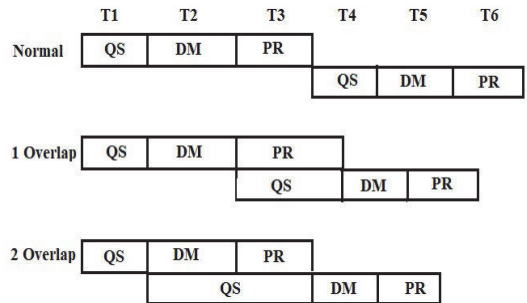 T1 T2 T3 T4 T5 T6
Normal QS DM PR
QS DM PR
1 Overlap QS DM PR
QS DM PR
2 Overlap QS DM PR
QS DM PR